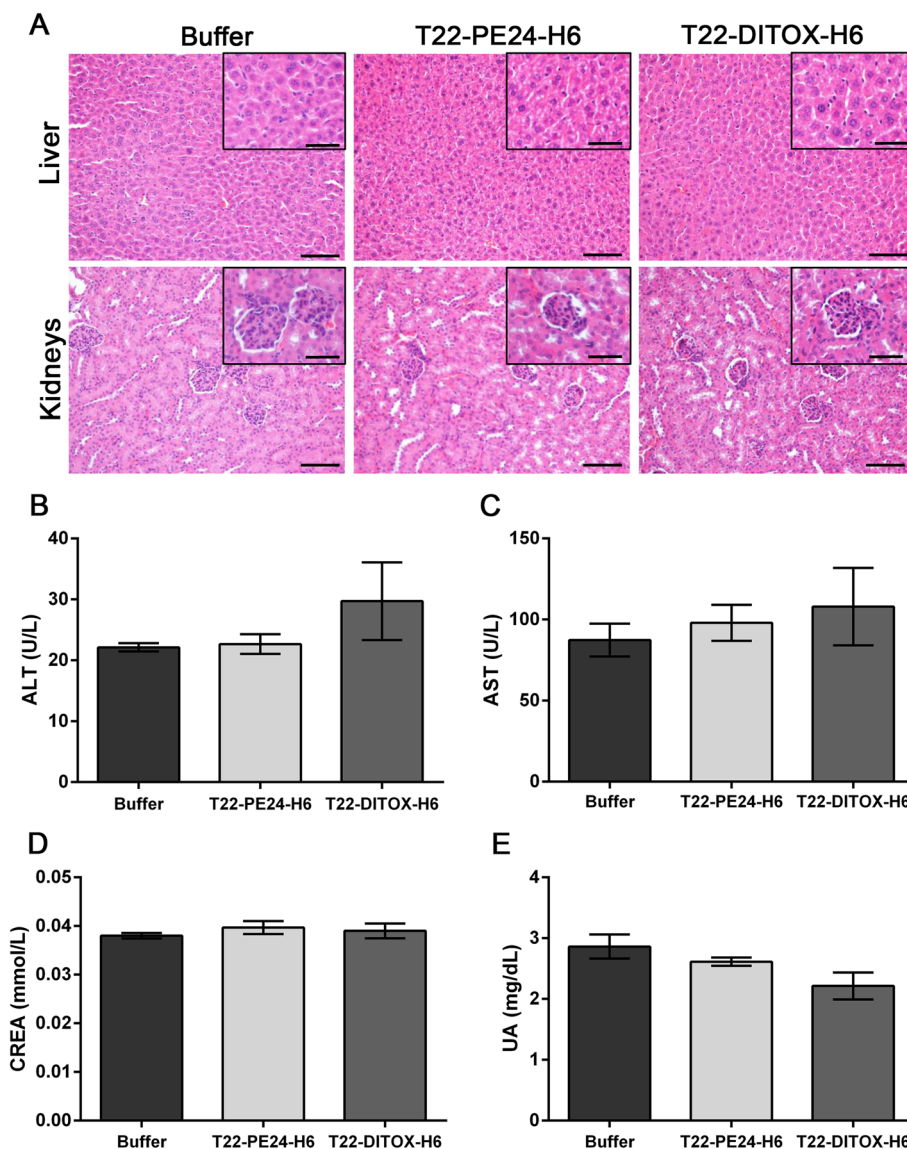 A
Buffer
T22-PE24-H6
T22-DITOX-H6
Liver
Kidneys
B
ALT (U/L)
40
30
20
10
0
Buffer
T22-PE24-H6
T22-DITOX-H6
C
AST (U/L)
150
100
50
0
Buffer
T22-PE24-H6
T22-DITOX-H6
D
CREA (mmol/L)
0.05
0.04
0.03
0.02
0.01
0.00
Buffer
T22-PE24-H6
T22-DITOX-H6
E
UA (mg/dL)
4
3
2
1
0
Buffer
T22-PE24-H6
T22-DITOX-H6